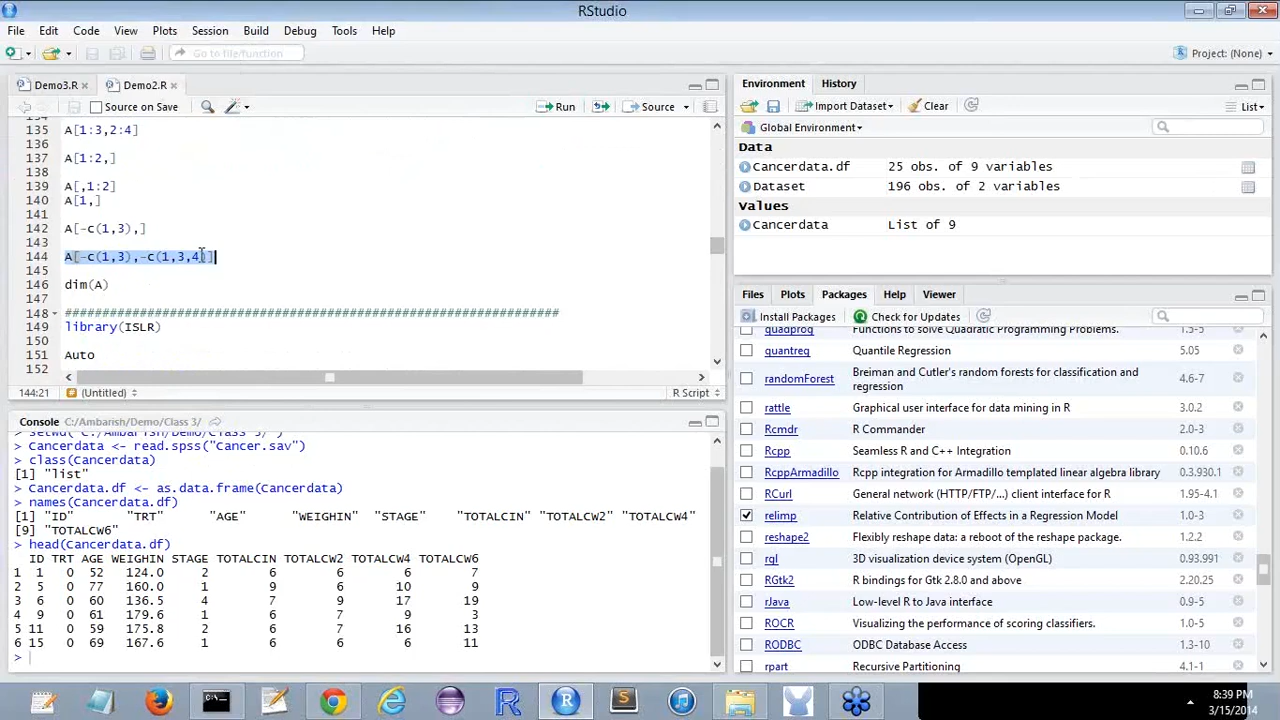 RStudio
File Edit Code View Plots Session Build Debug Tools Help
Go to file/function
Project: (None)
Demo3.R Demo2.R
Source on Save Run Source
135 A[1:3,2:4]
136
137 A[1:2,]
138
139 A[,1:2]
140 A[1,]
141
142 A[-c(1,3),]
143
144 A[-c(1,3),-c(1,3,4)]
145
146 dim(A)
147
148 ##################################################################
149 library(ISLR)
150
151 Auto
152
144:21 (Untitled) R Script
Console C:/Ambarish/Demo/Class 3/
> setwd("C:/Ambarish/Demo/Class 3/")
> Cancerdata <- read.spss("Cancer.sav")
> class(Cancerdata)
[1] "list"
> Cancerdata.df <- as.data.frame(Cancerdata)
> names(Cancerdata.df)
[1] "ID" "TRT" "AGE" "WEIGHIN" "STAGE" "TOTALCIN" "TOTALCW2" "TOTALCW4"
[9] "TOTALCW6"
> head(Cancerdata.df)
ID TRT AGE WEIGHIN STAGE TOTALCIN TOTALCW2 TOTALCW4 TOTALCW6
1 1 0 52 124.0 2 6 6 6 7
2 5 0 77 160.0 1 9 6 10 9
3 6 0 60 136.5 4 7 9 17 19
4 9 0 61 179.6 1 6 7 9 3
5 11 0 59 175.8 2 6 7 16 13
6 15 0 69 167.6 1 6 6 6 11
>
Environment History
Import Dataset Clear List
Global Environment
Data
Cancerdata.df 25 obs. of 9 variables
Dataset 196 obs. of 2 variables
Values
Cancerdata List of 9
Files Plots Packages Help Viewer
Install Packages Check for Updates
quadprog Functions to solve Quadratic Programming Problems. 1.5-5
quantreg Quantile Regression 5.05
randomForest Breiman and Cutler's random forests for classification and regression 4.6-7
rattle Graphical user interface for data mining in R 3.0.2
Rcmdr R Commander 2.0-3
Rcpp Seamless R and C++ Integration 0.10.6
RcppArmadillo Rcpp integration for Armadillo templated linear algebra library 0.3.930.1
RCurl General network (HTTP/FTP/...) client interface for R 1.95-4.1
relimp Relative Contribution of Effects in a Regression Model 1.0-3
reshape2 Flexibly reshape data: a reboot of the reshape package. 1.2.2
rgl 3D visualization device system (OpenGL) 0.93.991
RGtk2 R bindings for Gtk 2.8.0 and above 2.20.25
rJava Low-level R to Java interface 0.9-5
ROCR Visualizing the performance of scoring classifiers. 1.0-5
RODBC ODBC Database Access 1.3-10
rpart Recursive Partitioning 4.1-1
8:39 PM
3/15/2014